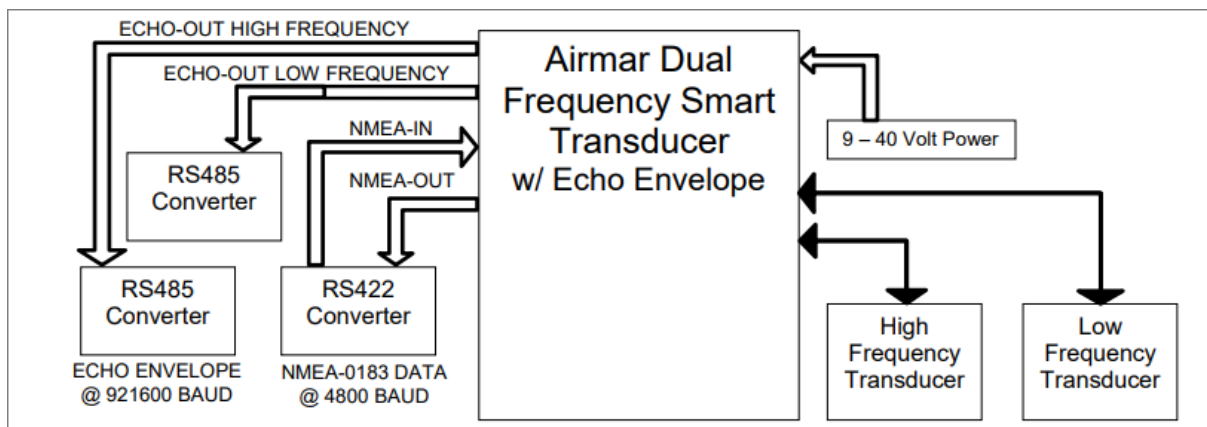 ECHO-OUT HIGH FREQUENCY
ECHO-OUT LOW FREQUENCY
NMEA-IN
NMEA-OUT
RS485
Converter
RS485
Converter
ECHO ENVELOPE
@ 921600 BAUD
RS422
Converter
NMEA-0183 DATA
@ 4800 BAUD
Airmar Dual
Frequency Smart
Transducer
w/ Echo Envelope
9 – 40 Volt Power
High
Frequency
Transducer
Low
Frequency
Transducer